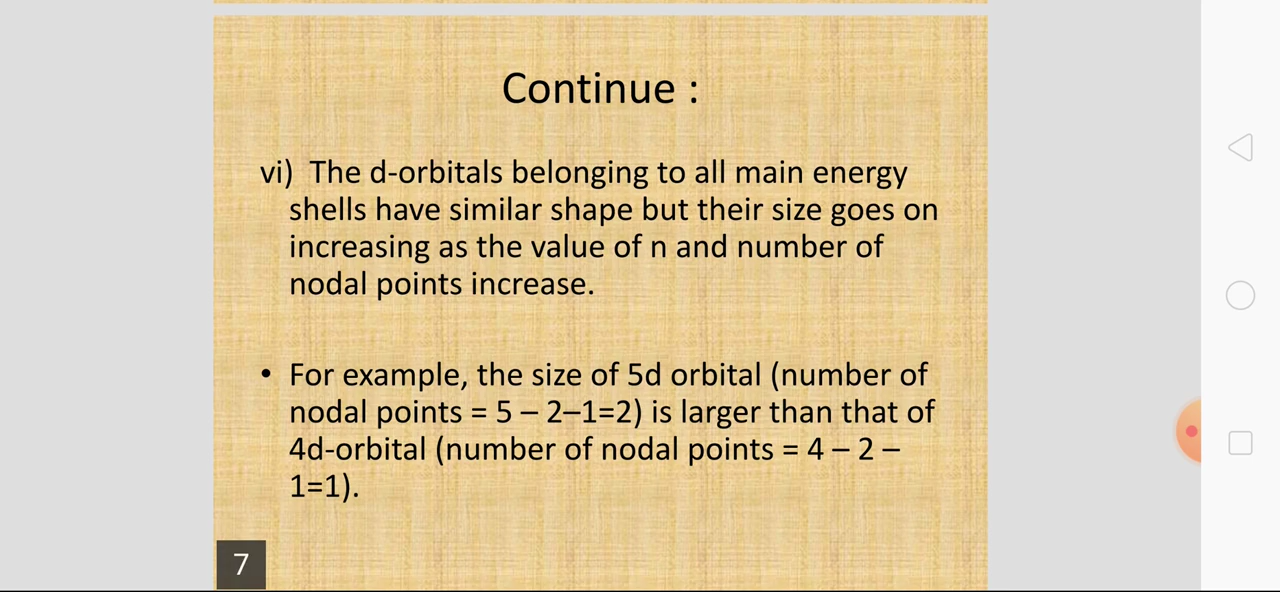 Continue :
vi) The d-orbitals belonging to all main energy
shells have similar shape but their size goes on
increasing as the value of n and number of
nodal points increase.
• For example, the size of 5d orbital (number of
nodal points = 5 – 2–1=2) is larger than that of
4d-orbital (number of nodal points = 4 – 2 –
1=1).
7